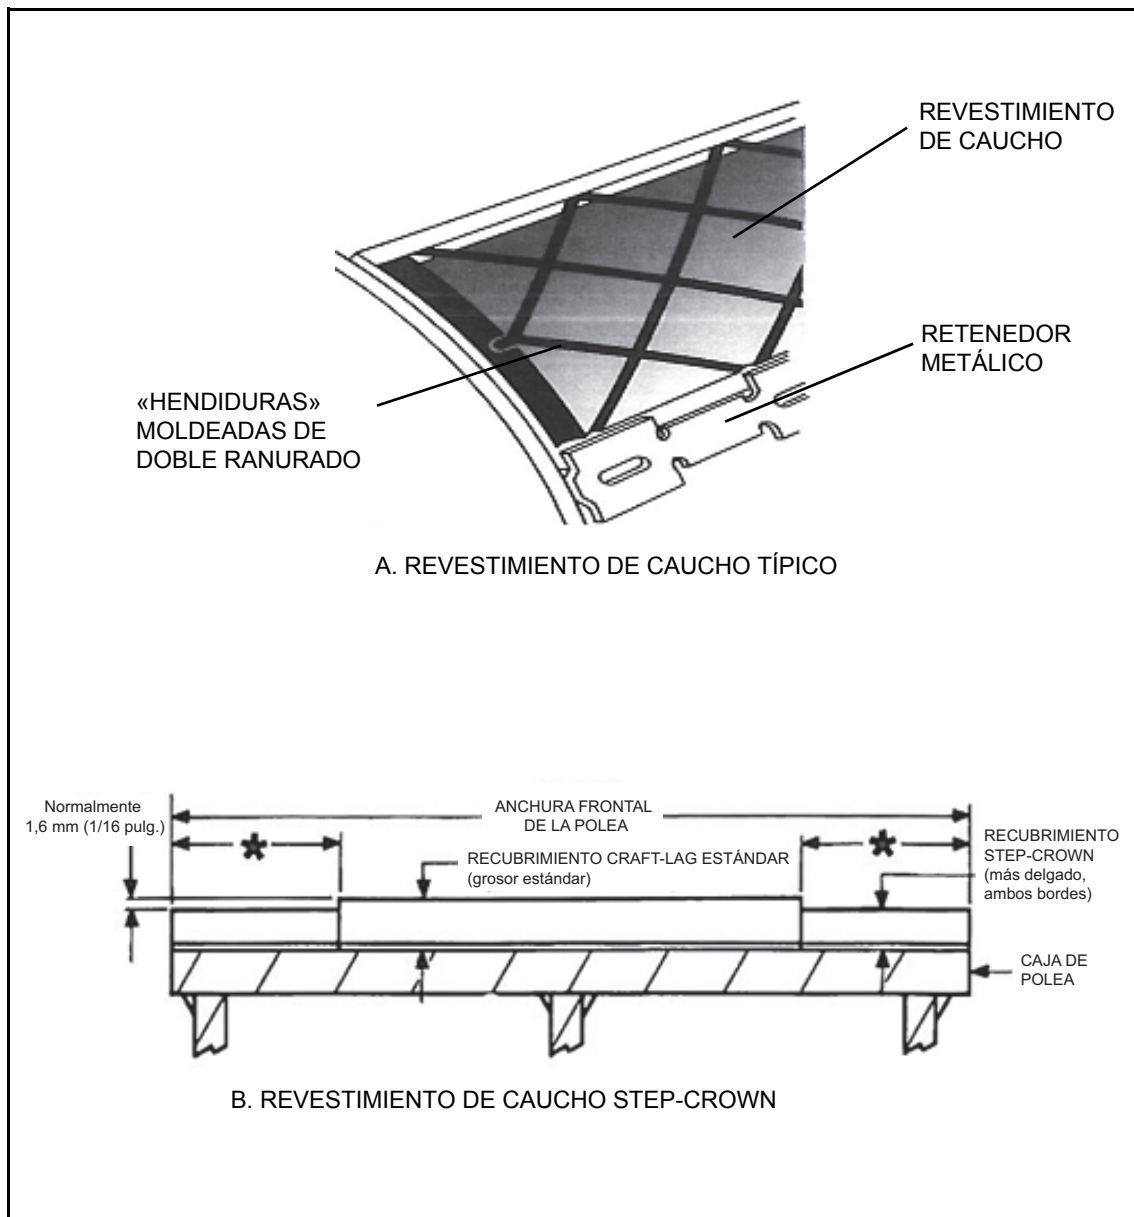 REVESTIMIENTO
DE CAUCHO
RETENEDOR
METÁLICO
«HENDIDURAS»
MOLDEADAS DE
DOBLE RANURADO
A. REVESTIMIENTO DE CAUCHO TÍPICO
Normalmente
1,6 mm (1/16 pulg.)
ANCHURA FRONTAL
DE LA POLEA
*
*
RECUBRIMIENTO CRAFT-LAG ESTÁNDAR
(grosor estándar)
RECUBRIMIENTO
STEP-CROWN
(más delgado,
ambos bordes)
CAJA DE
POLEA
B. REVESTIMIENTO DE CAUCHO STEP-CROWN